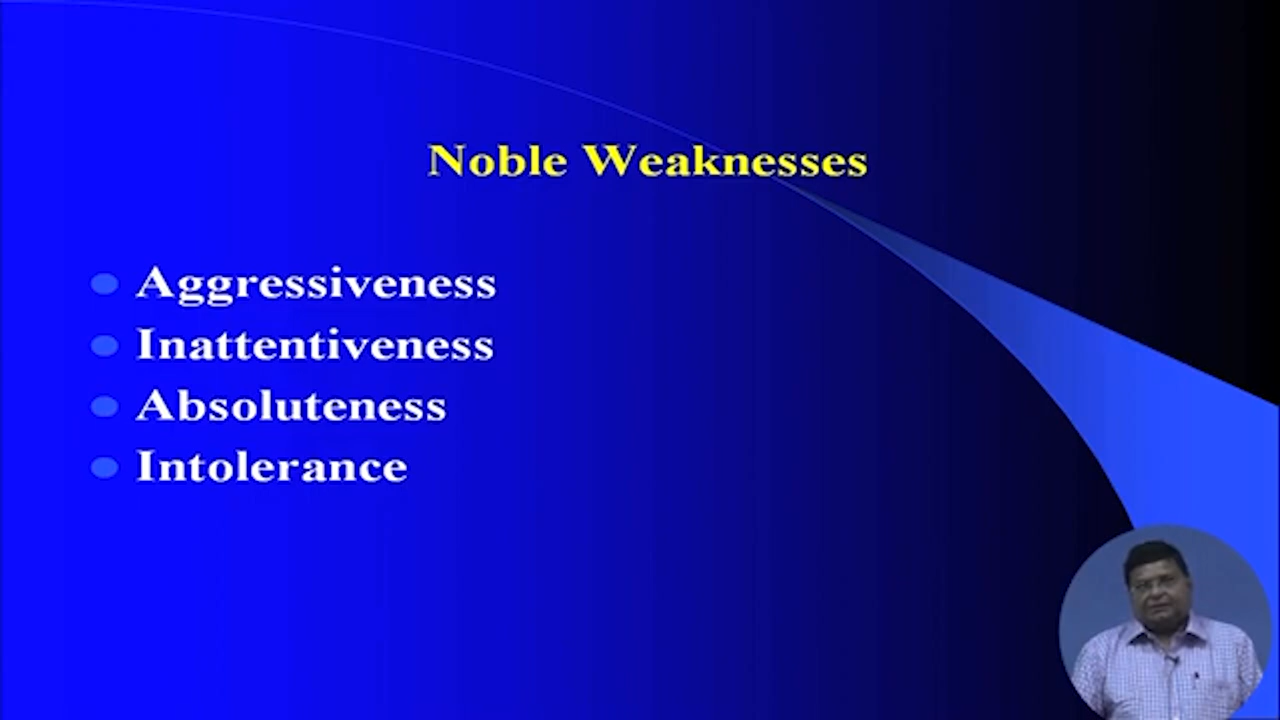 Noble Weaknesses
Aggressiveness
Inattentiveness
Absoluteness
Intolerance